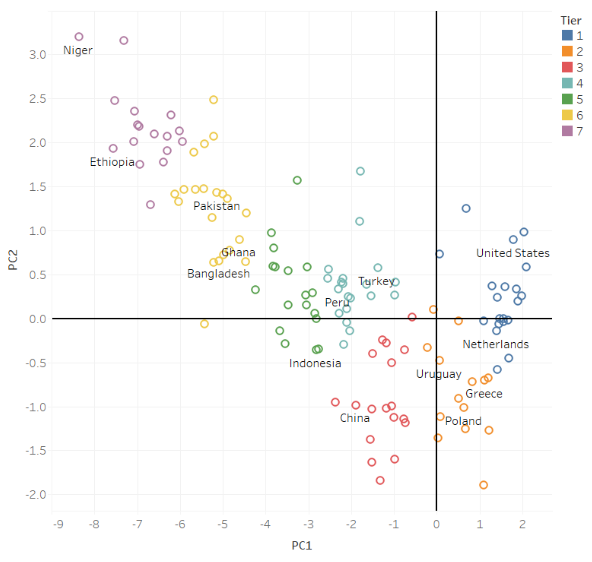 Tier
1
2
3
4
5
6
7
3.0
2.5
2.0
1.5
1.0
0.5
0.0
-0.5
-1.0
-1.5
-2.0
PC2
Niger
Ethiopia
Pakistan
Ghana
Bangladesh
United States
Turkey
Peru
Netherlands
Indonesia
Uruguay
Greece
China
Poland
-9 -8 -7 -6 -5 -4 -3 -2 -1 0 1 2
PC1